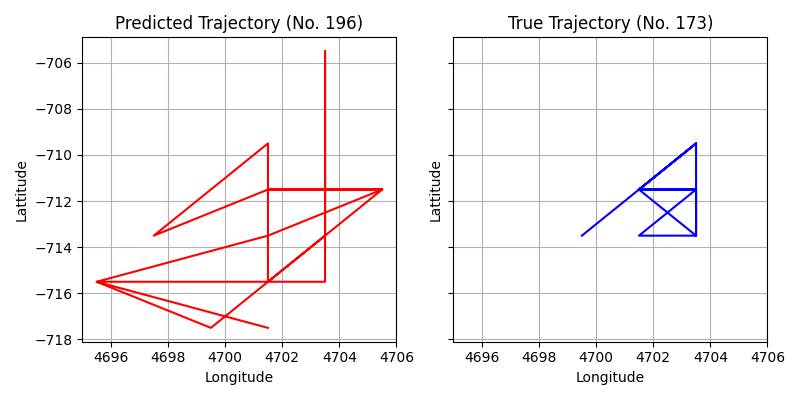 Predicted Trajectory (No. 196)
True Trajectory (No. 173)
Lattitude
−706
−708
−710
−712
−714
−716
−718
4696 4698 4700 4702 4704 4706
Longitude
Lattitude
4696 4698 4700 4702 4704 4706
Longitude